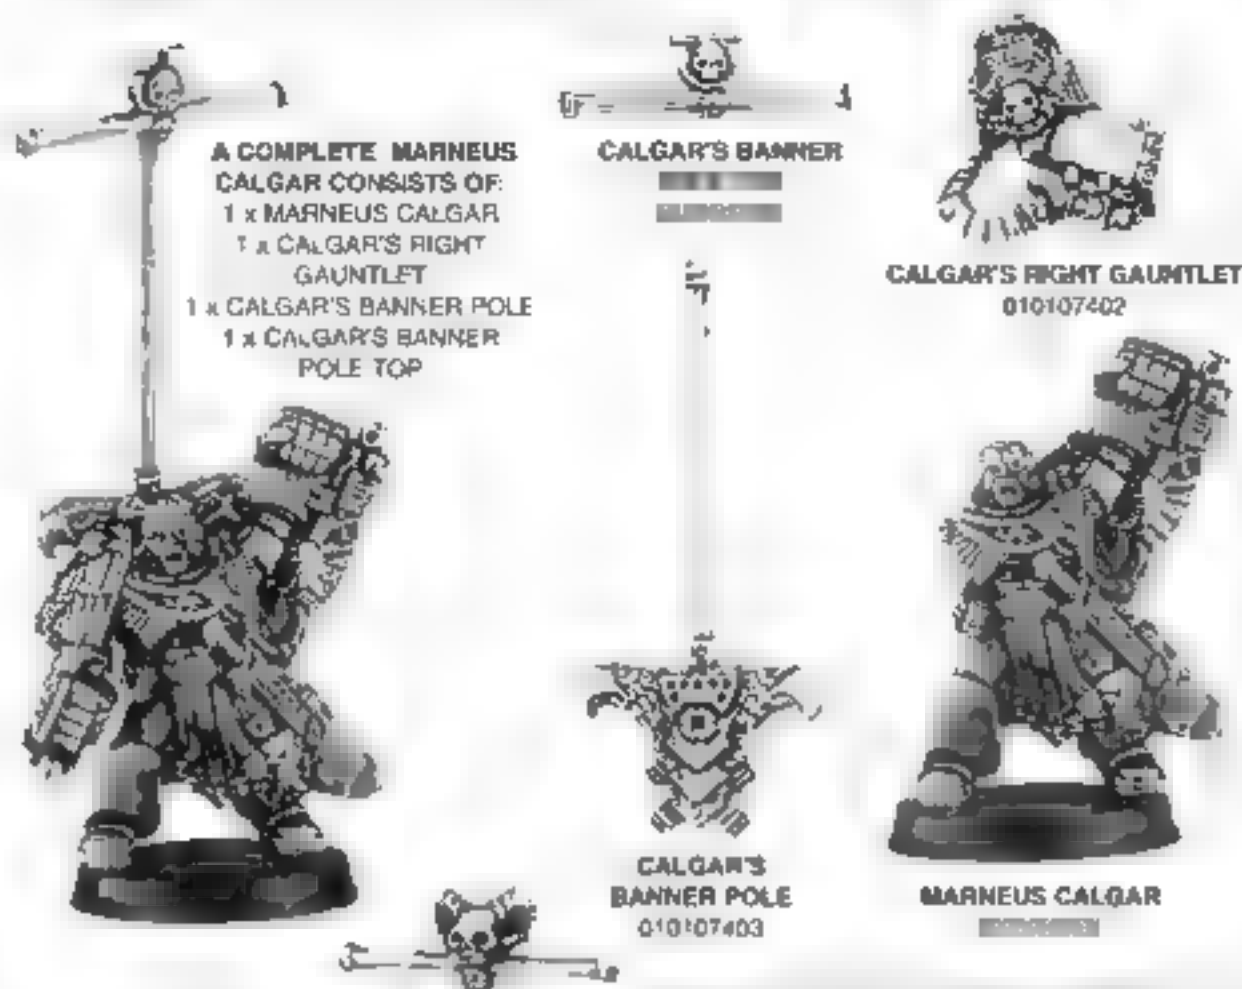 A COMPLETE MARNEUS
CALGAR CONSISTS OF:
1 x MARNEUS CALGAR
1 x CALGAR'S RIGHT
GAUNTLET
1 x CALGAR'S BANNER POLE
1 x CALGAR'S BANNER
POLE TOP
CALGAR'S BANNER
CALGAR'S RIGHT GAUNTLET
010107402
CALGAR'S
BANNER POLE
010107403
MARNEUS CALGAR